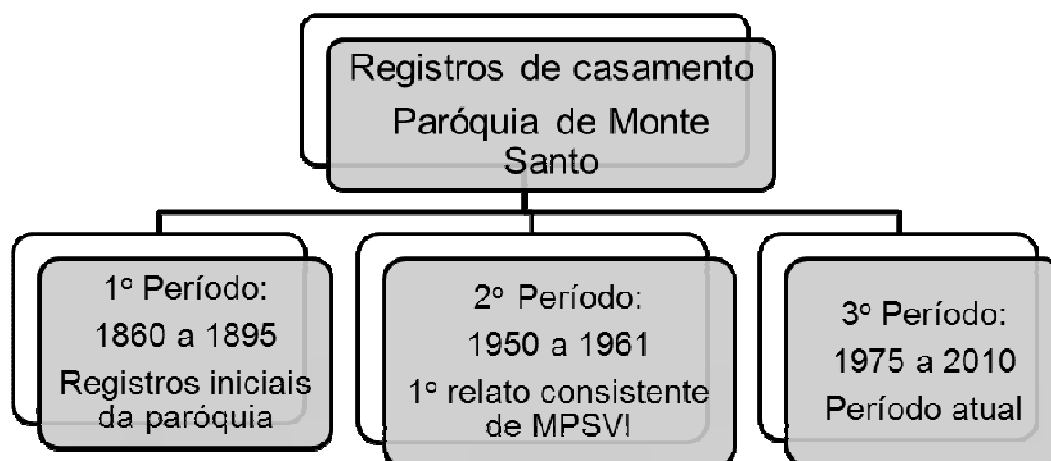 Registros de casamento
Paróquia de Monte
Santo
1º Período:
1860 a 1895
Registros iniciais
da paróquia
2º Período:
1950 a 1961
1º relato consistente
de MPSVI
3º Período:
1975 a 2010
Período atual